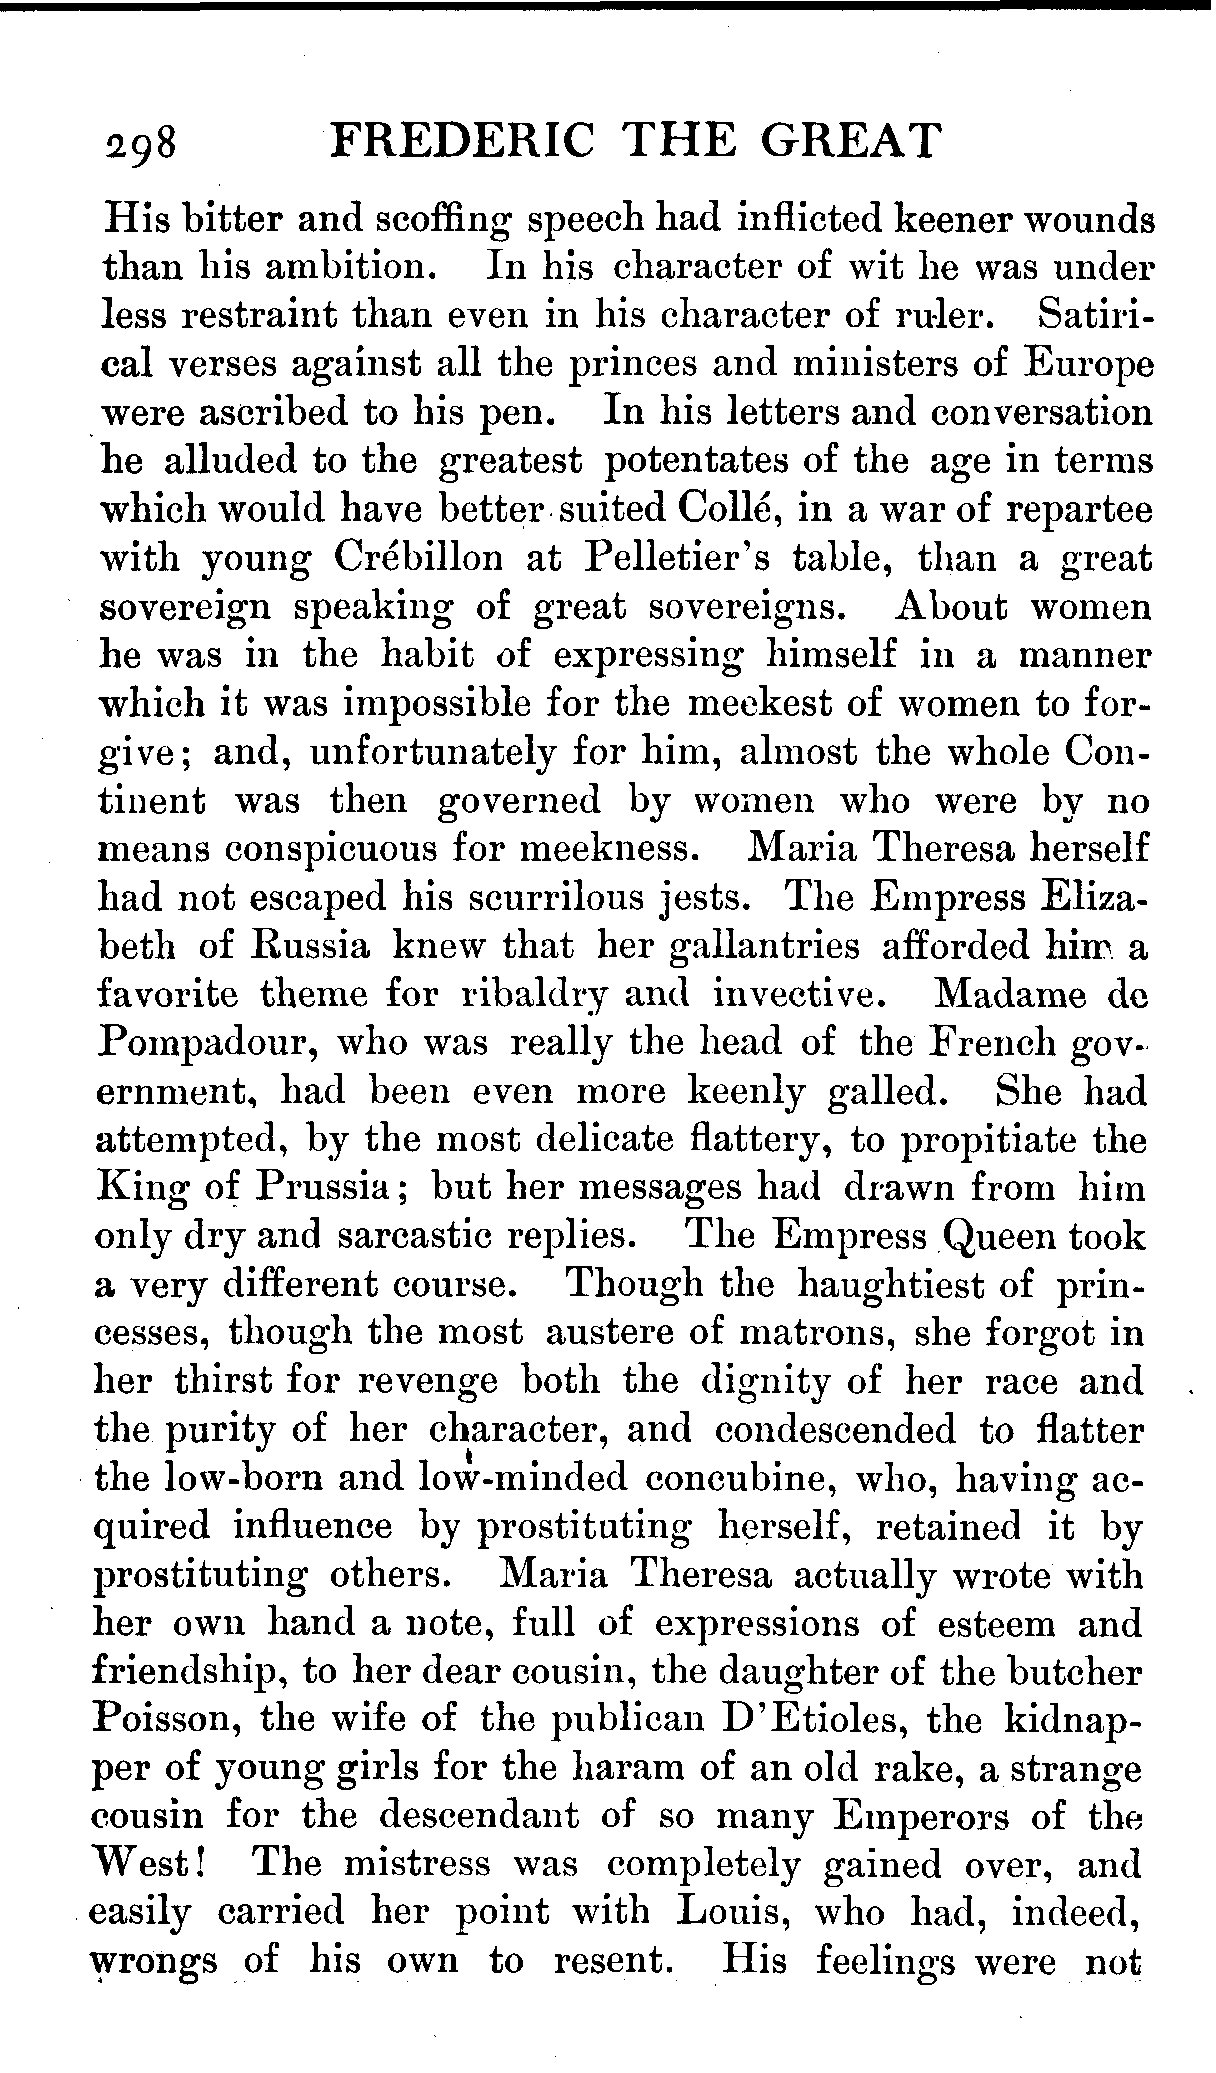 298 FREDERIC THE GREAT
His bitter and scoffing speech had inflicted keener wounds
than his ambition. In his character of wit he was under
less restraint than even in his character of ruler. Satiri-
cal verses against all the princes and ministers of Europe
were ascribed to his pen. In his letters and conversation
he alluded to the greatest potentates of the age in terms
which would have better suited Collé, in a war of repartee
with young Crébillon at Pelletier's table, than a great
sovereign speaking of great sovereigns. About women
he was in the habit of expressing himself in a manner
which it was impossible for the meekest of women to for-
give; and, unfortunately for him, almost the whole Con-
tinent was then governed by women who were by no
means conspicuous for meekness. Maria Theresa herself
had not escaped his scurrilous jests. The Empress Eliza-
beth of Russia knew that her gallantries afforded him a
favorite theme for ribaldry and invective. Madame de
Pompadour, who was really the head of the French gov-
ernment, had been even more keenly galled. She had
attempted, by the most delicate flattery, to propitiate the
King of Prussia; but her messages had drawn from him
only dry and sarcastic replies. The Empress Queen took
a very different course. Though the haughtiest of prin-
cesses, though the most austere of matrons, she forgot in
her thirst for revenge both the dignity of her race and
the purity of her character, and condescended to flatter
the low-born and low-minded concubine, who, having ac-
quired influence by prostituting herself, retained it by
prostituting others. Maria Theresa actually wrote with
her own hand a note, full of expressions of esteem and
friendship, to her dear cousin, the daughter of the butcher
Poisson, the wife of the publican D'Etioles, the kidnap-
per of young girls for the haram of an old rake, a strange
cousin for the descendant of so many Emperors of the
West! The mistress was completely gained over, and
easily carried her point with Louis, who had, indeed,
wrongs of his own to resent. His feelings were not